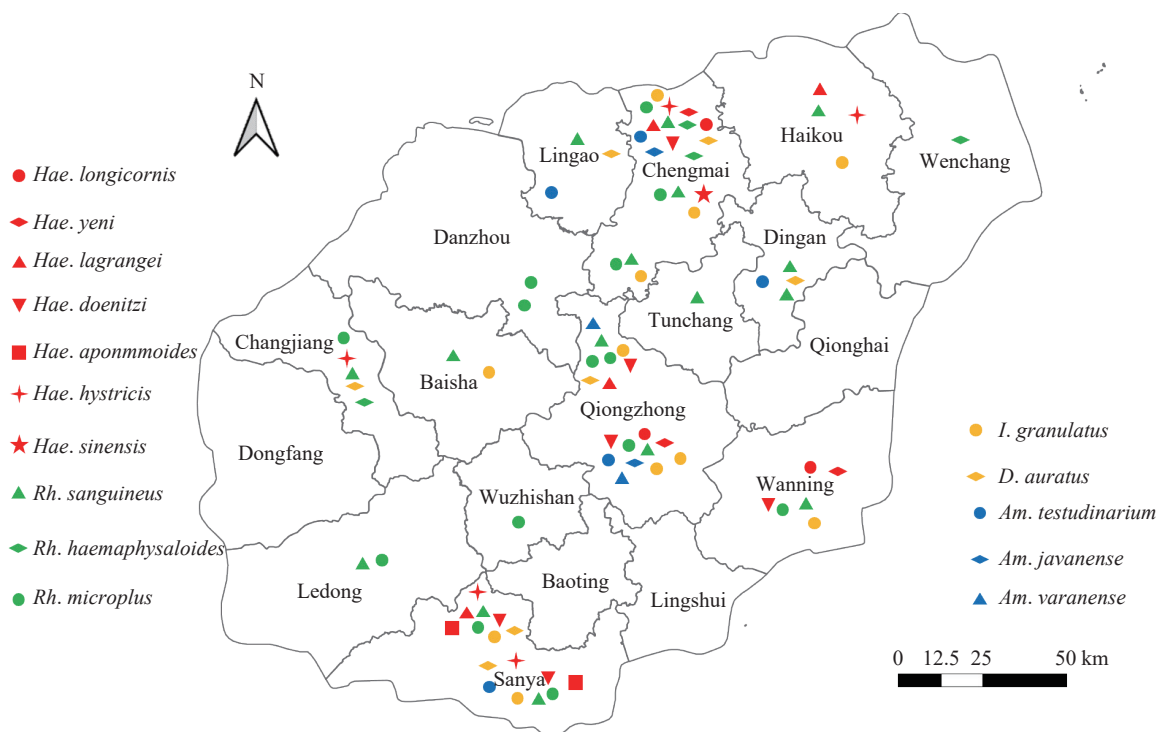 N
Hae. longicornis
Hae. yeni
Hae. lagrangei
Hae. doenitzi
Hae. aponmmoides
Hae. hystricis
Hae. sinensis
Rh. sanguineus
Rh. haemaphysaloides
Rh. microplus
Lingao
Chengmai
Haikou
Wenchang
Danzhou
Dingan
Tunchang
Qionghai
Changjiang
Baisha
Qiongzhong
Dongfang
Wuzhishan
Wanning
Ledong
Baoting
Lingshui
Sanya
I. granulatus
D. auratus
Am. testudinarium
Am. javanense
Am. varanense
0 12.5 25 50 km